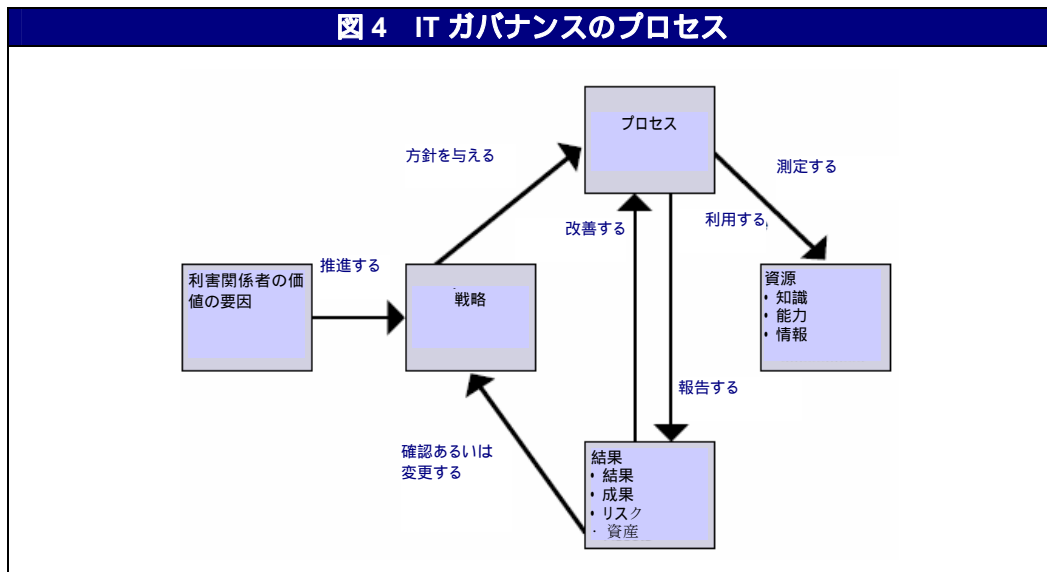 図 4 IT ガバナンスのプロセス
プロセス
方針を与える
測定する
改善する
利用する
推進する
利害関係者の価
値の要因
戦略
資源
• 知識
• 能力
• 情報
報告する
確認あるいは
変更する
結果
• 結果
• 成果
• リスク
· 資産